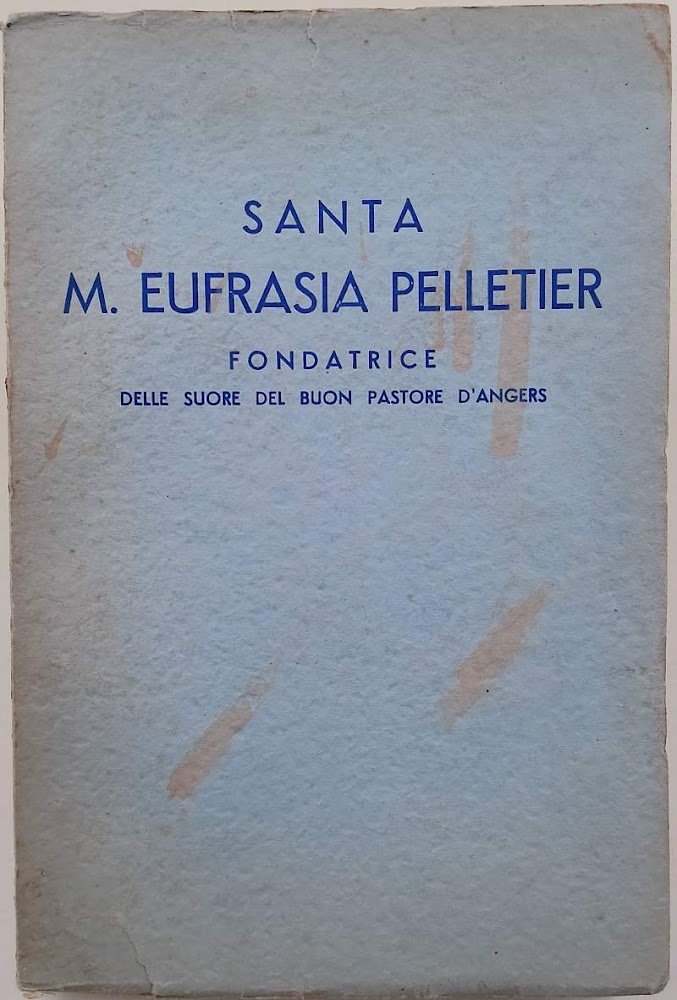 SANTA
M. EUFRASIA PELLETIER
FONDATRICE
DELLE SUORE DEL BUON PASTORE D'ANGERS